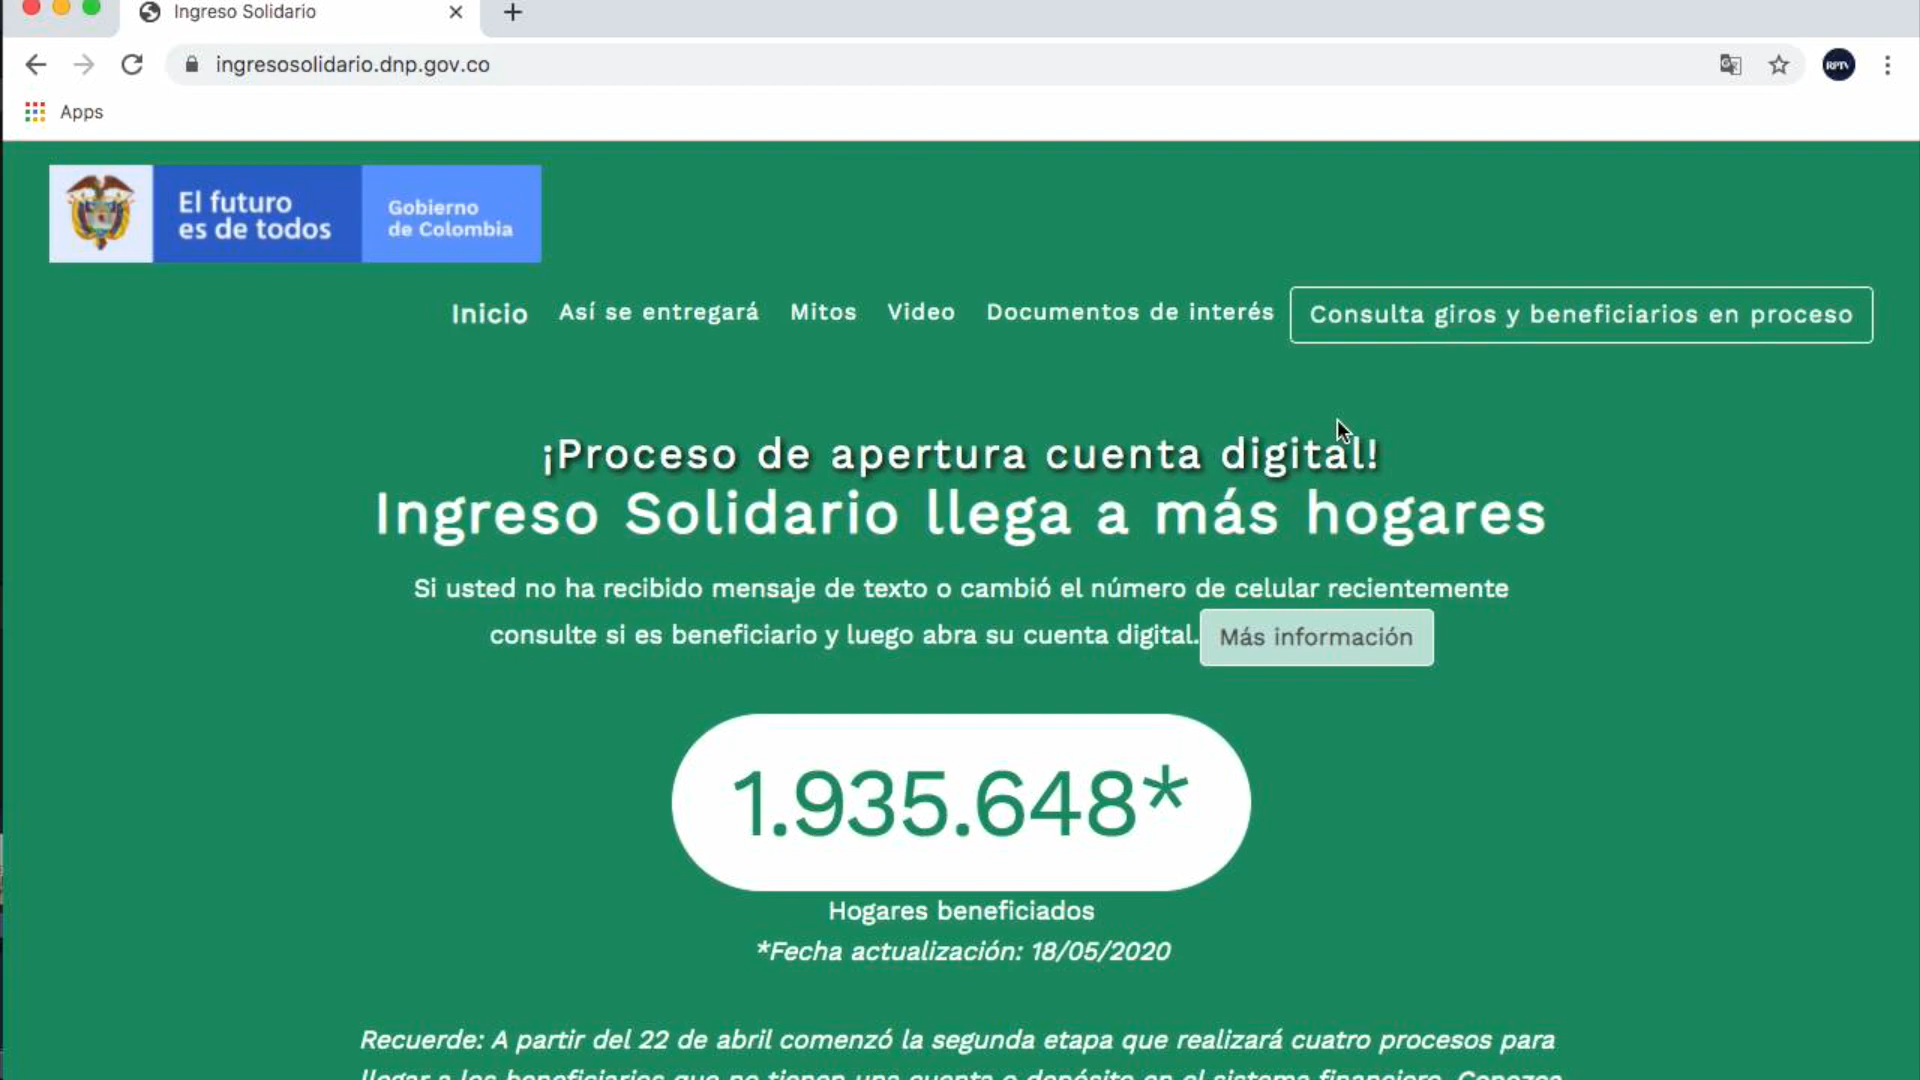 Ingreso Solidario
ingresosolidario.dnp.gov.co
RPTV
Apps
El futuro
es de todos
Gobierno
de Colombia
Inicio Así se entregará Mitos Video Documentos de interés Consulta giros y beneficiarios en proceso
¡Proceso de apertura cuenta digital!
Ingreso Solidario llega a más hogares
Si usted no ha recibido mensaje de texto o cambió el número de celular recientemente
consulte si es beneficiario y luego abra su cuenta digital. Más información
1.935.648*
Hogares beneficiados
*Fecha actualización: 18/05/2020
Recuerde: A partir del 22 de abril comenzó la segunda etapa que realizará cuatro procesos para
llegar a los beneficiarios que no tienen una cuenta o depósito en el sistema financiero. Conozca